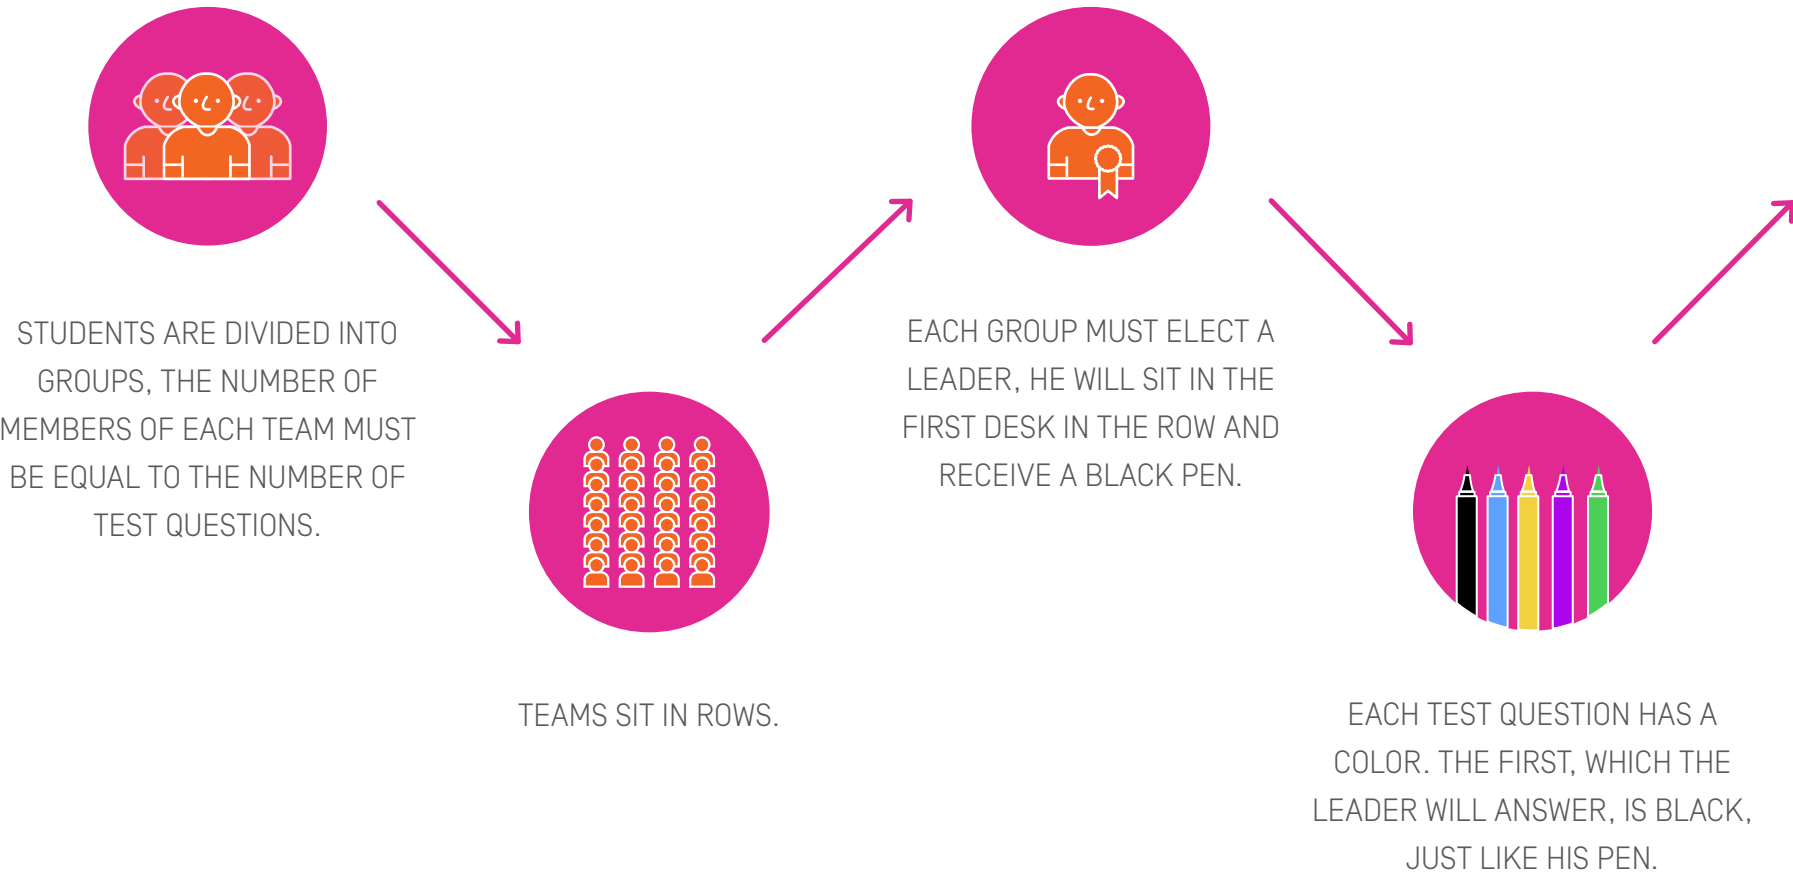 STUDENTS ARE DIVIDED INTO
GROUPS, THE NUMBER OF
MEMBERS OF EACH TEAM MUST
BE EQUAL TO THE NUMBER OF
TEST QUESTIONS.
TEAMS SIT IN ROWS.
EACH GROUP MUST ELECT A
LEADER, HE WILL SIT IN THE
FIRST DESK IN THE ROW AND
RECEIVE A BLACK PEN.
EACH TEST QUESTION HAS A
COLOR. THE FIRST, WHICH THE
LEADER WILL ANSWER, IS BLACK,
JUST LIKE HIS PEN.